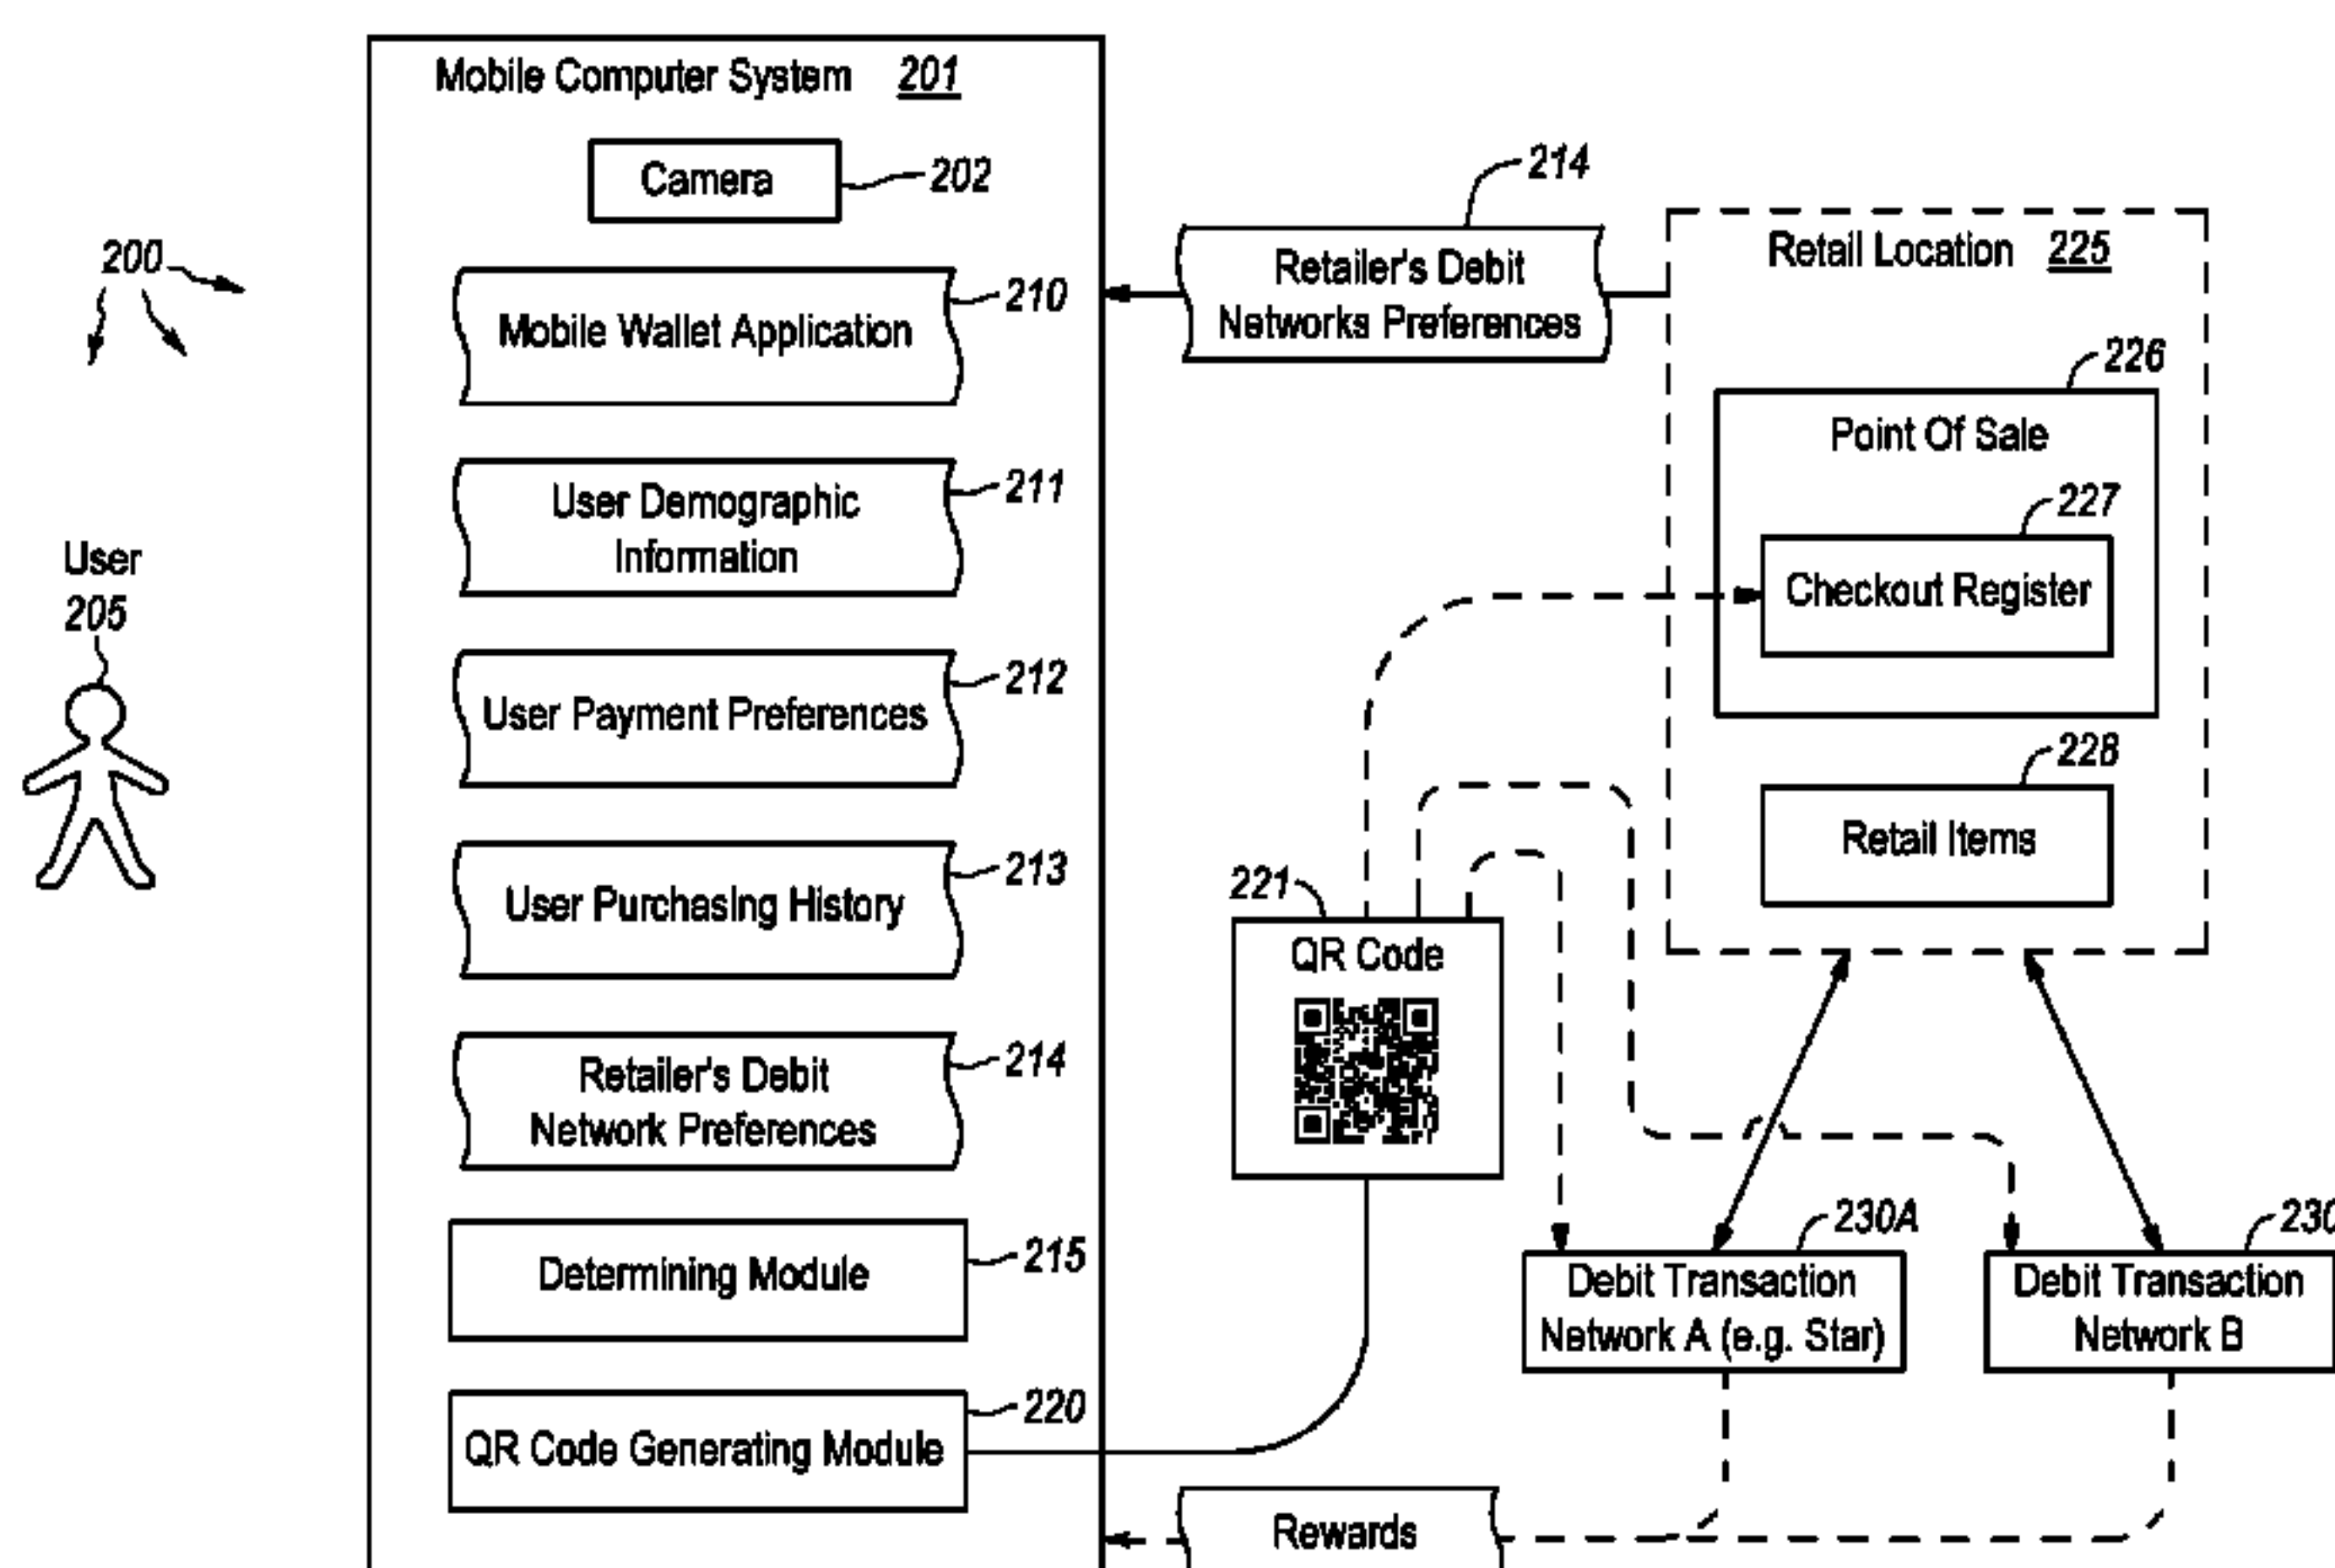 Mobile Computer System 201
Camera
202
200
Mobile Wallet Application
210
User Demographic
Information
211
User
205
User Payment Preferences
212
User Purchasing History
213
Retailer's Debit
Network Preferences
214
Determining Module
215
QR Code Generating Module
220
214
Retailer's Debit
Networks Preferences
Retail Location 225
226
Point Of Sale
227
Checkout Register
228
Retail Items
221
QR Code
230A
Debit Transaction
Network A (e.g. Star)
Debit Transaction
Network B
Rewards